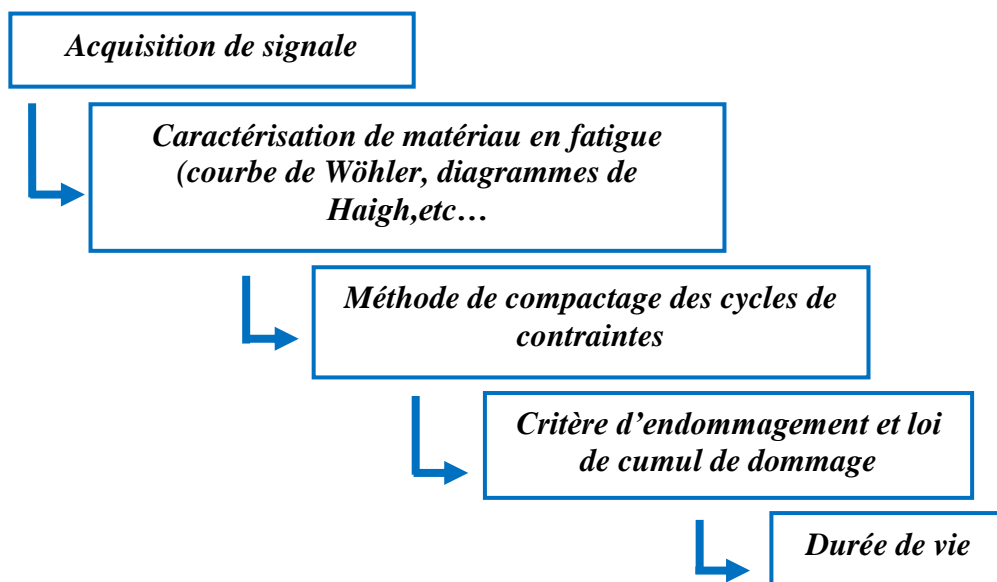 Acquisition de signale
Caractérisation de matériau en fatigue
(courbe de Wöhler, diagrammes de
Haigh,etc…
Méthode de compactage des cycles de
contraintes
Critère d’endommagement et loi
de cumul de dommage
Durée de vie